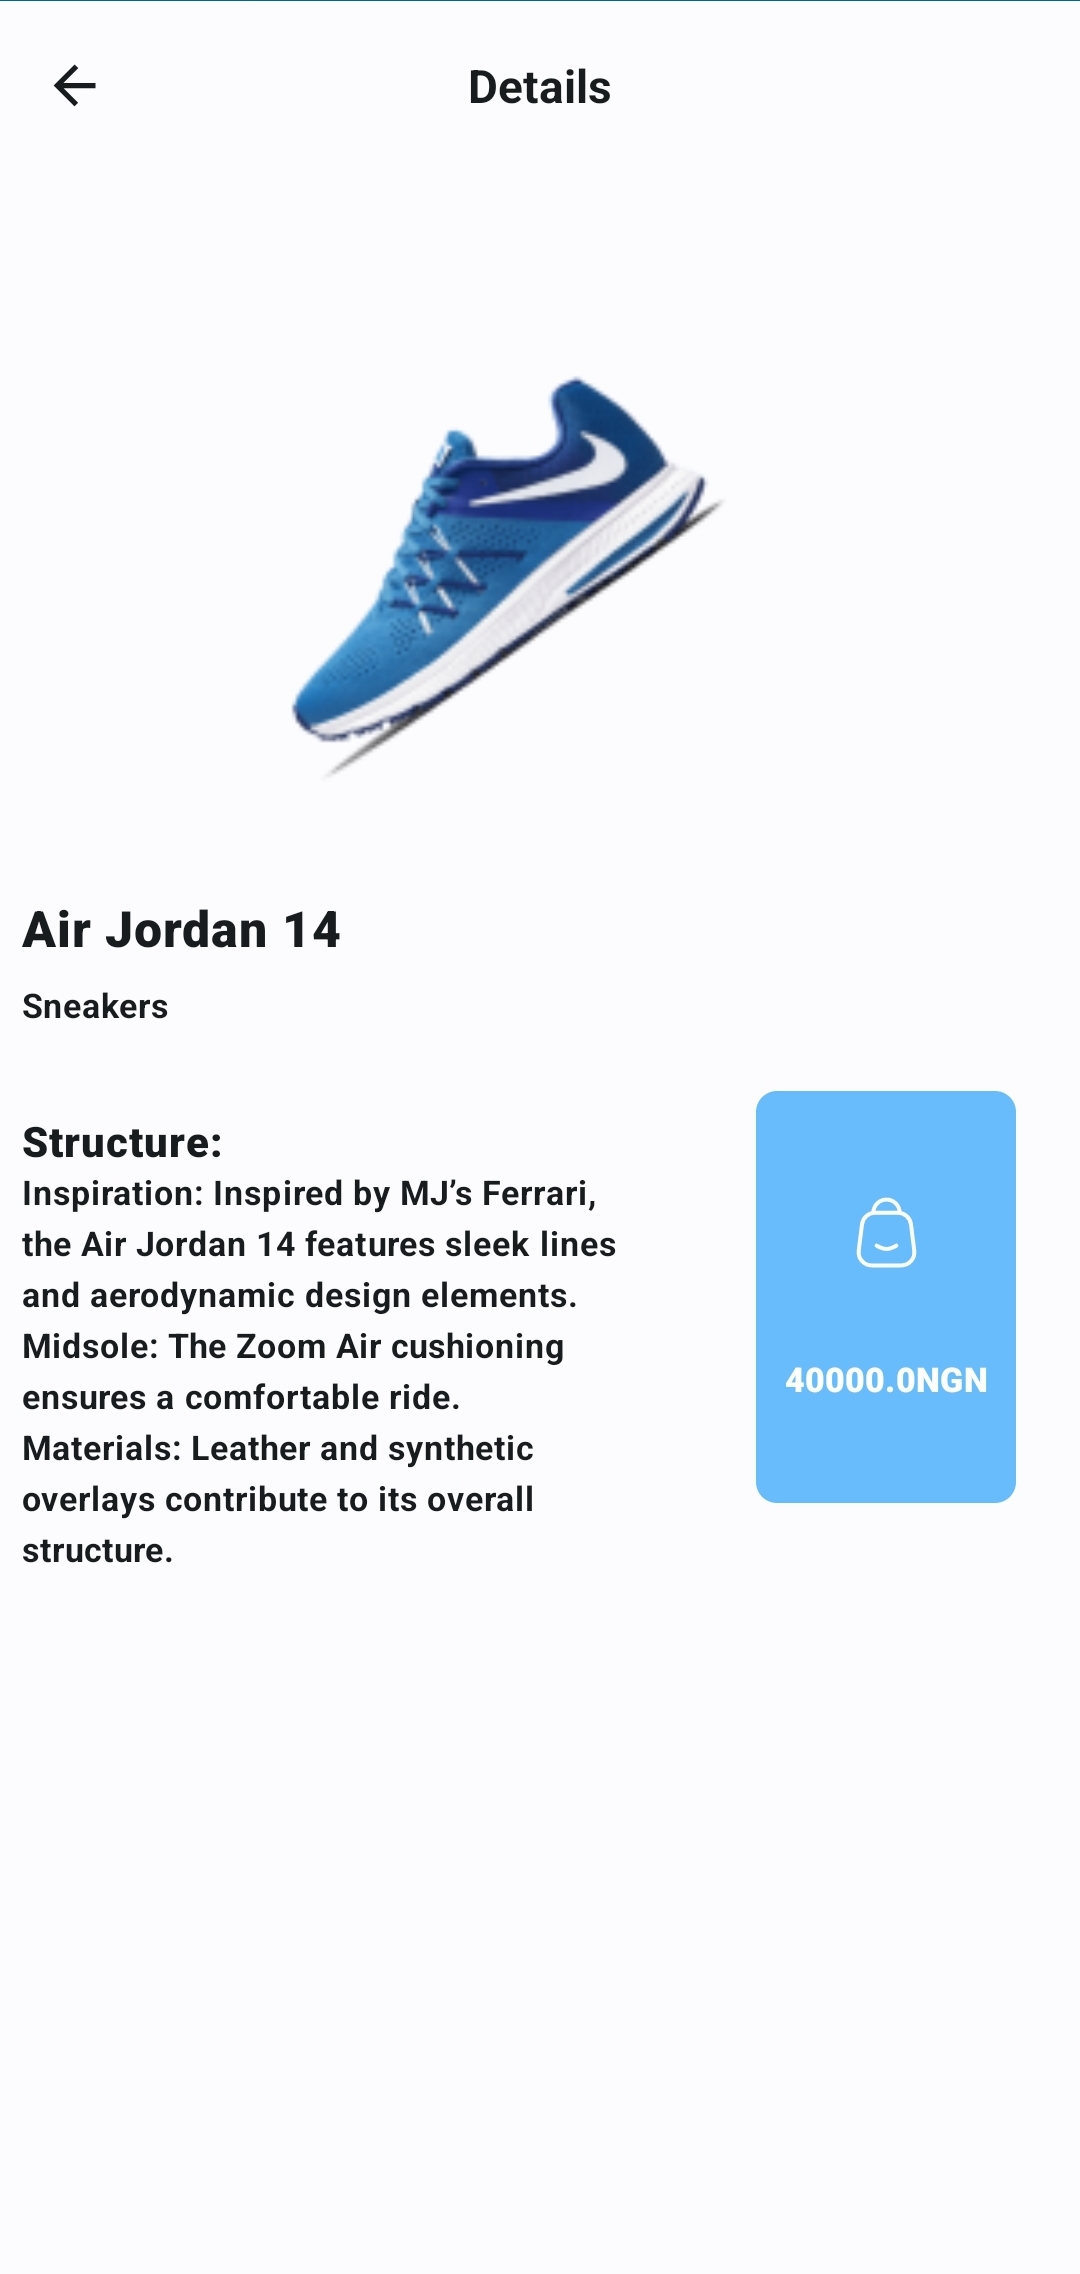 Details
Air Jordan 14
Sneakers
Structure:
Inspiration: Inspired by MJ’s Ferrari,
the Air Jordan 14 features sleek lines
and aerodynamic design elements.
Midsole: The Zoom Air cushioning
ensures a comfortable ride.
Materials: Leather and synthetic
overlays contribute to its overall
structure.
40000.0NGN